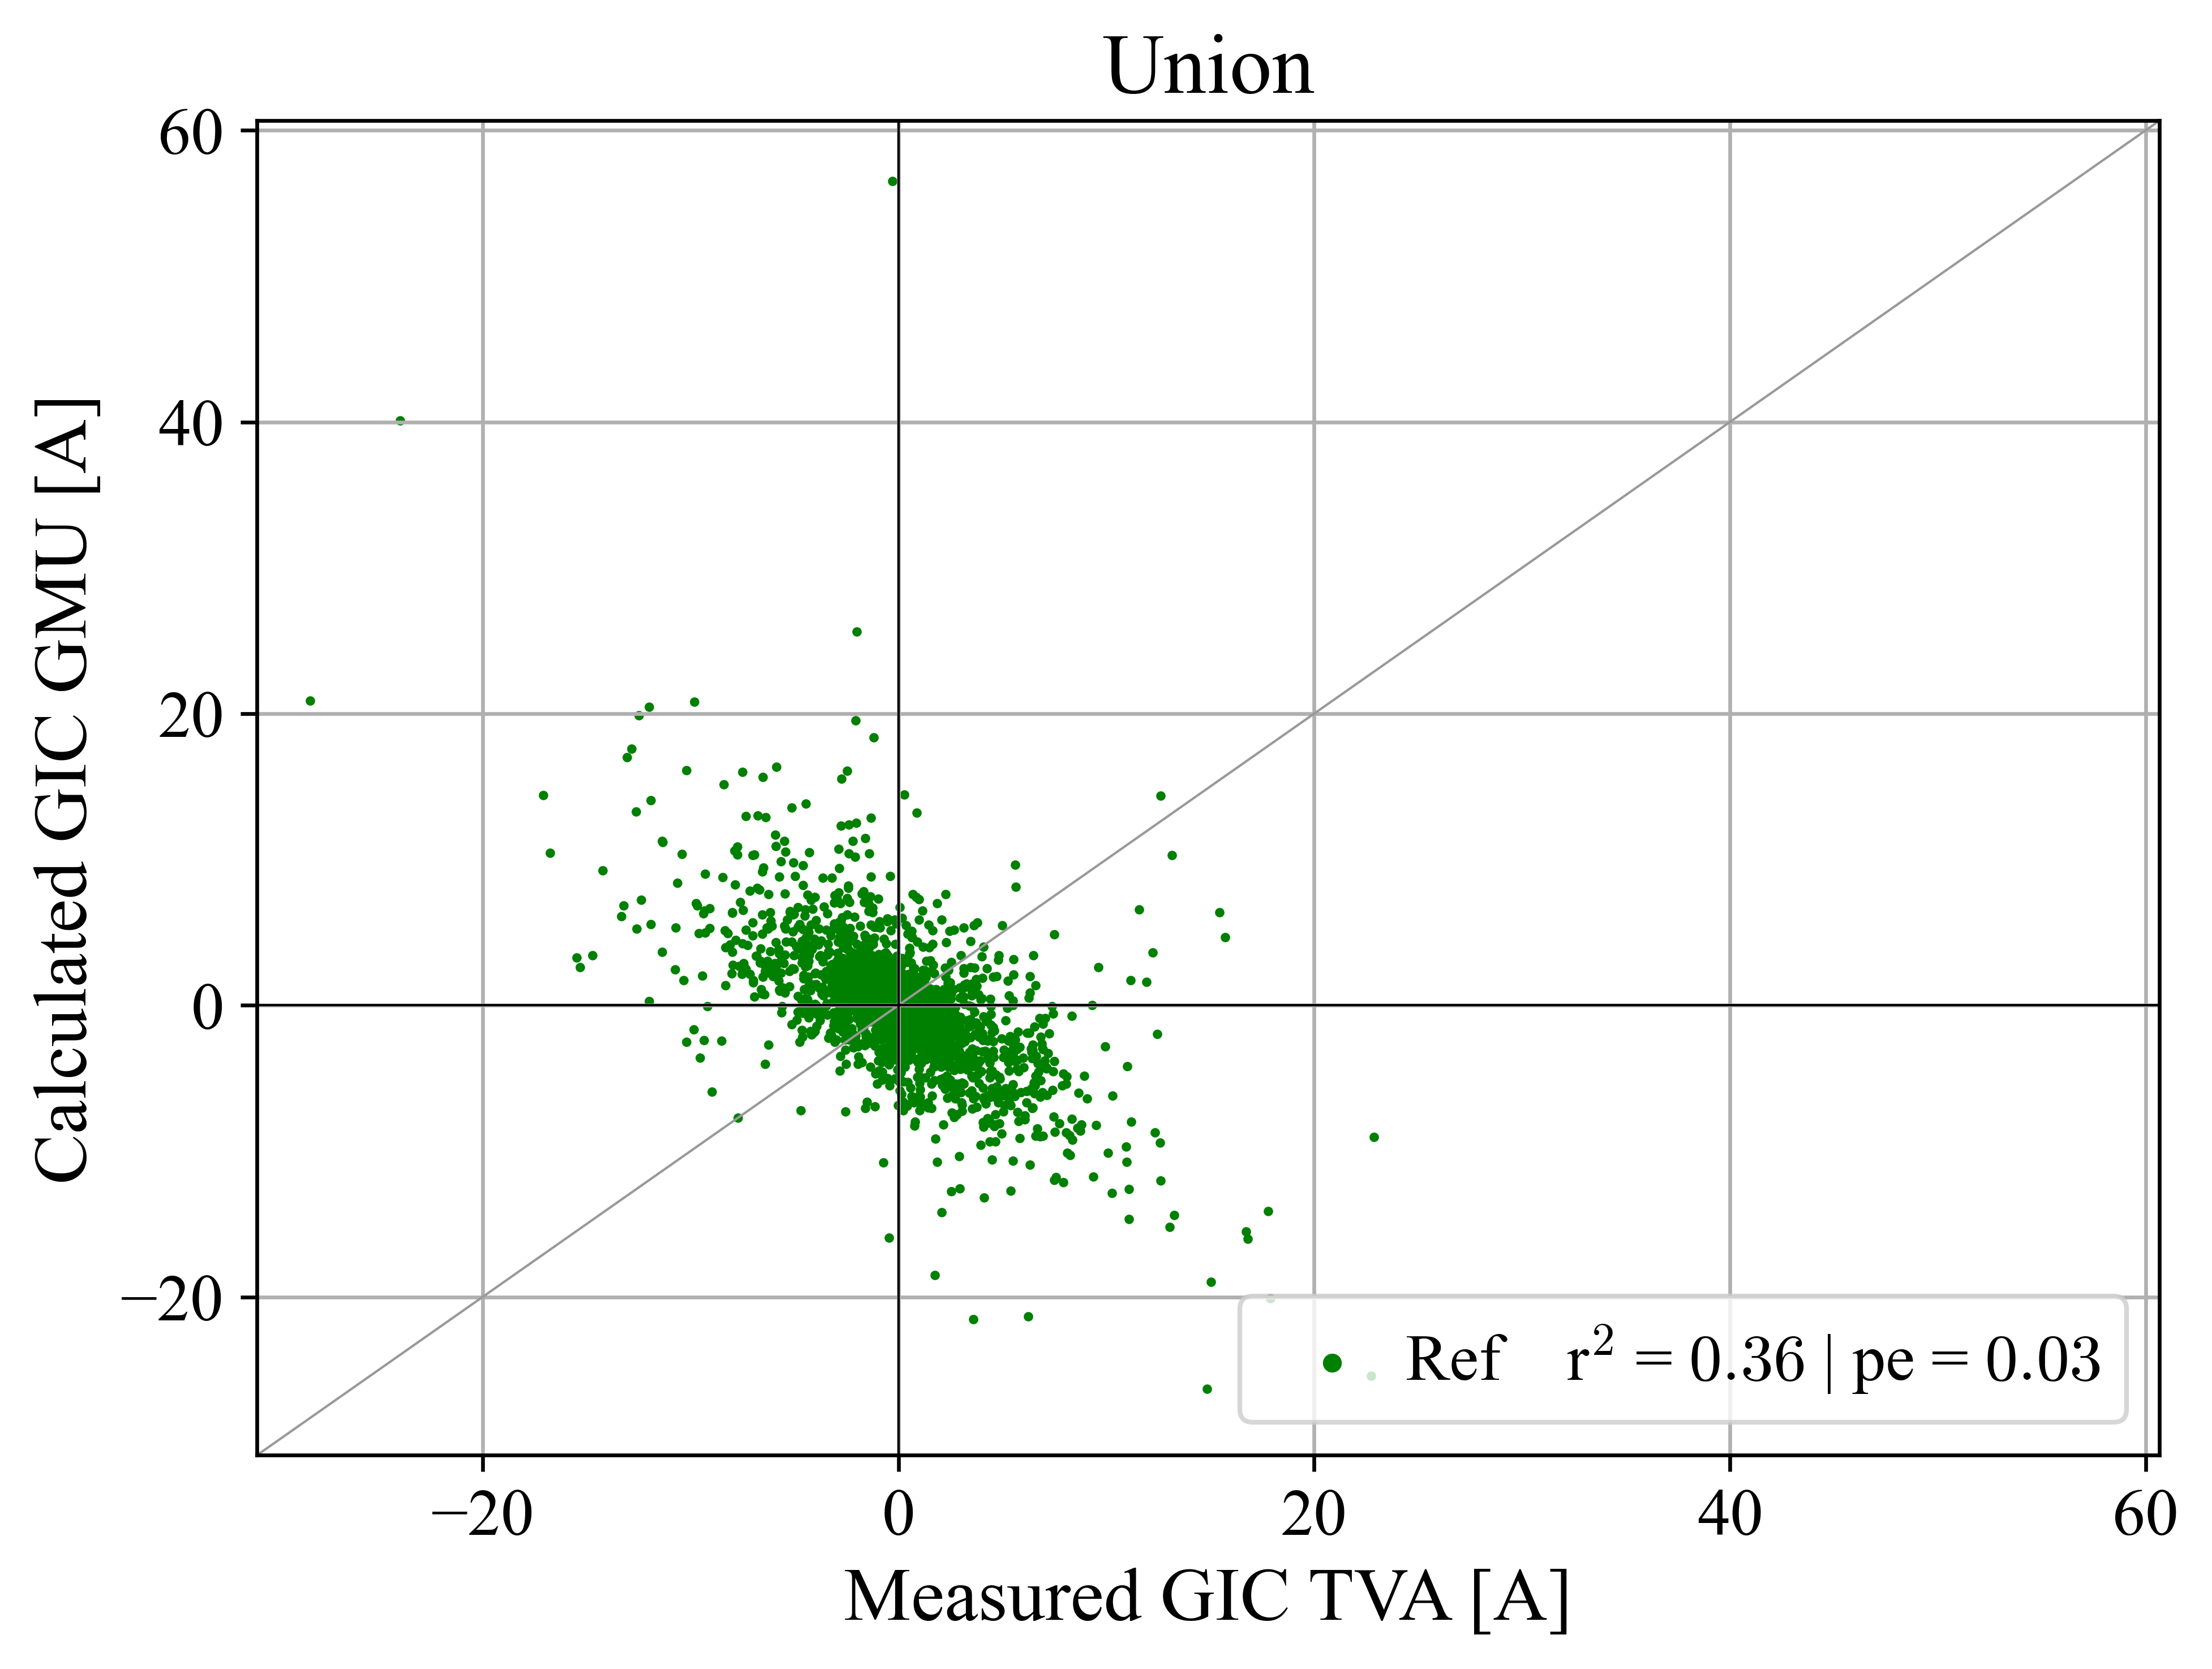 Union
60
40
20
0
−20
Calculated GIC GMU [A]
Ref r² = 0.36 | pe = 0.03
−20 0 20 40 60
Measured GIC TVA [A]